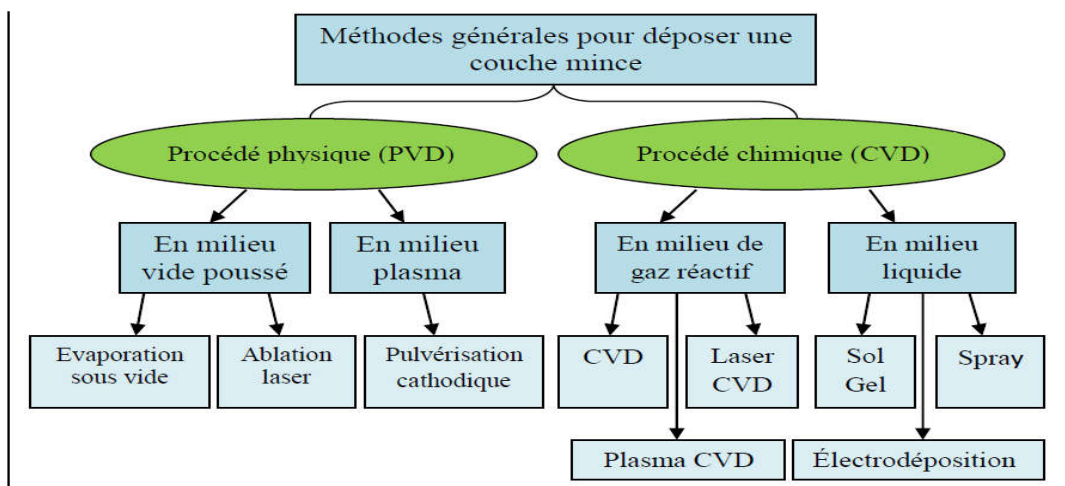 Méthodes générales pour déposer une
couche mince
Procédé physique (PVD)
Procédé chimique (CVD)
En milieu
vide poussé
En milieu
plasma
En milieu de
gaz réactif
En milieu
liquide
Evaporation
sous vide
Ablation
laser
Pulvérisation
cathodique
CVD
Laser
CVD
Sol
Gel
Spray
Plasma CVD
Électrodéposition